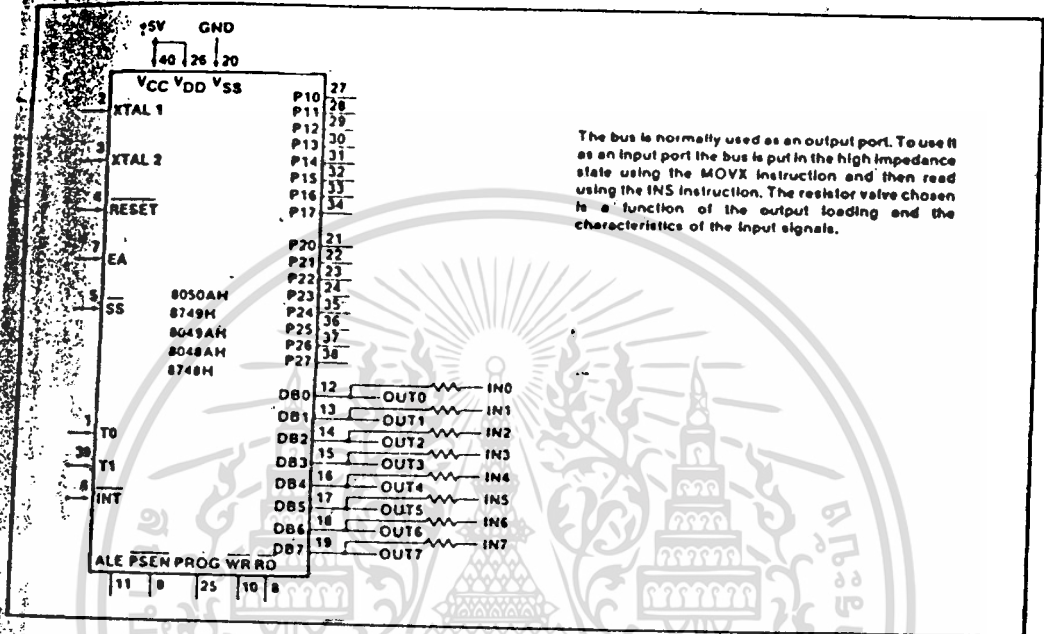 +5V GND
40 26 20
VCC VDD VSS
2 XTAL 1
3 XTAL 2
4 RESET
7 EA
5 SS
8050AH
8749H
8049AH
8048AH
8748H
1 T0
39 T1
6 INT
P10 27
P11 28
P12 29
P13 30
P14 31
P15 32
P16 33
P17 34
P20 21
P21 22
P22 23
P23 24
P24 35
P25 36
P26 37
P27 38
DB0 12 OUT0 IN0
DB1 13 OUT1 IN1
DB2 14 OUT2 IN2
DB3 15 OUT3 IN3
DB4 16 OUT4 IN4
DB5 17 OUT5 IN5
DB6 18 OUT6 IN6
DB7 19 OUT7 IN7
ALE PSEN PROG WR RD
11 9 25 10 8
The bus is normally used as an output port. To use it
as an input port the bus is put in the high impedance
state using the MOVX instruction and then read
using the INS instruction. The resistor valve chosen
is a function of the output loading and the
characteristics of the input signals.